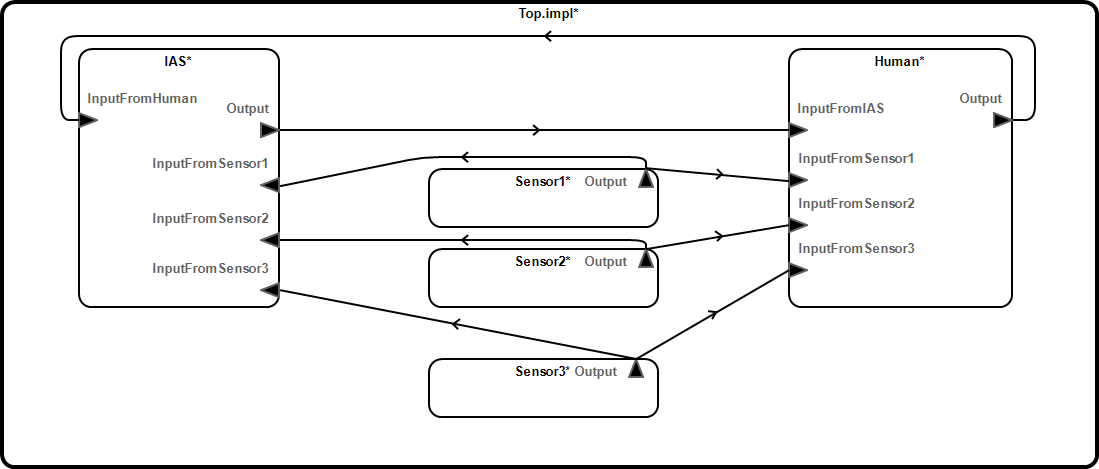 Top.impl*
IAS*
InputFromHuman
Output
InputFromSensor1
InputFromSensor2
InputFromSensor3
Sensor1* Output
Sensor2* Output
Sensor3* Output
Human*
Output
InputFromIAS
InputFromSensor1
InputFromSensor2
InputFromSensor3